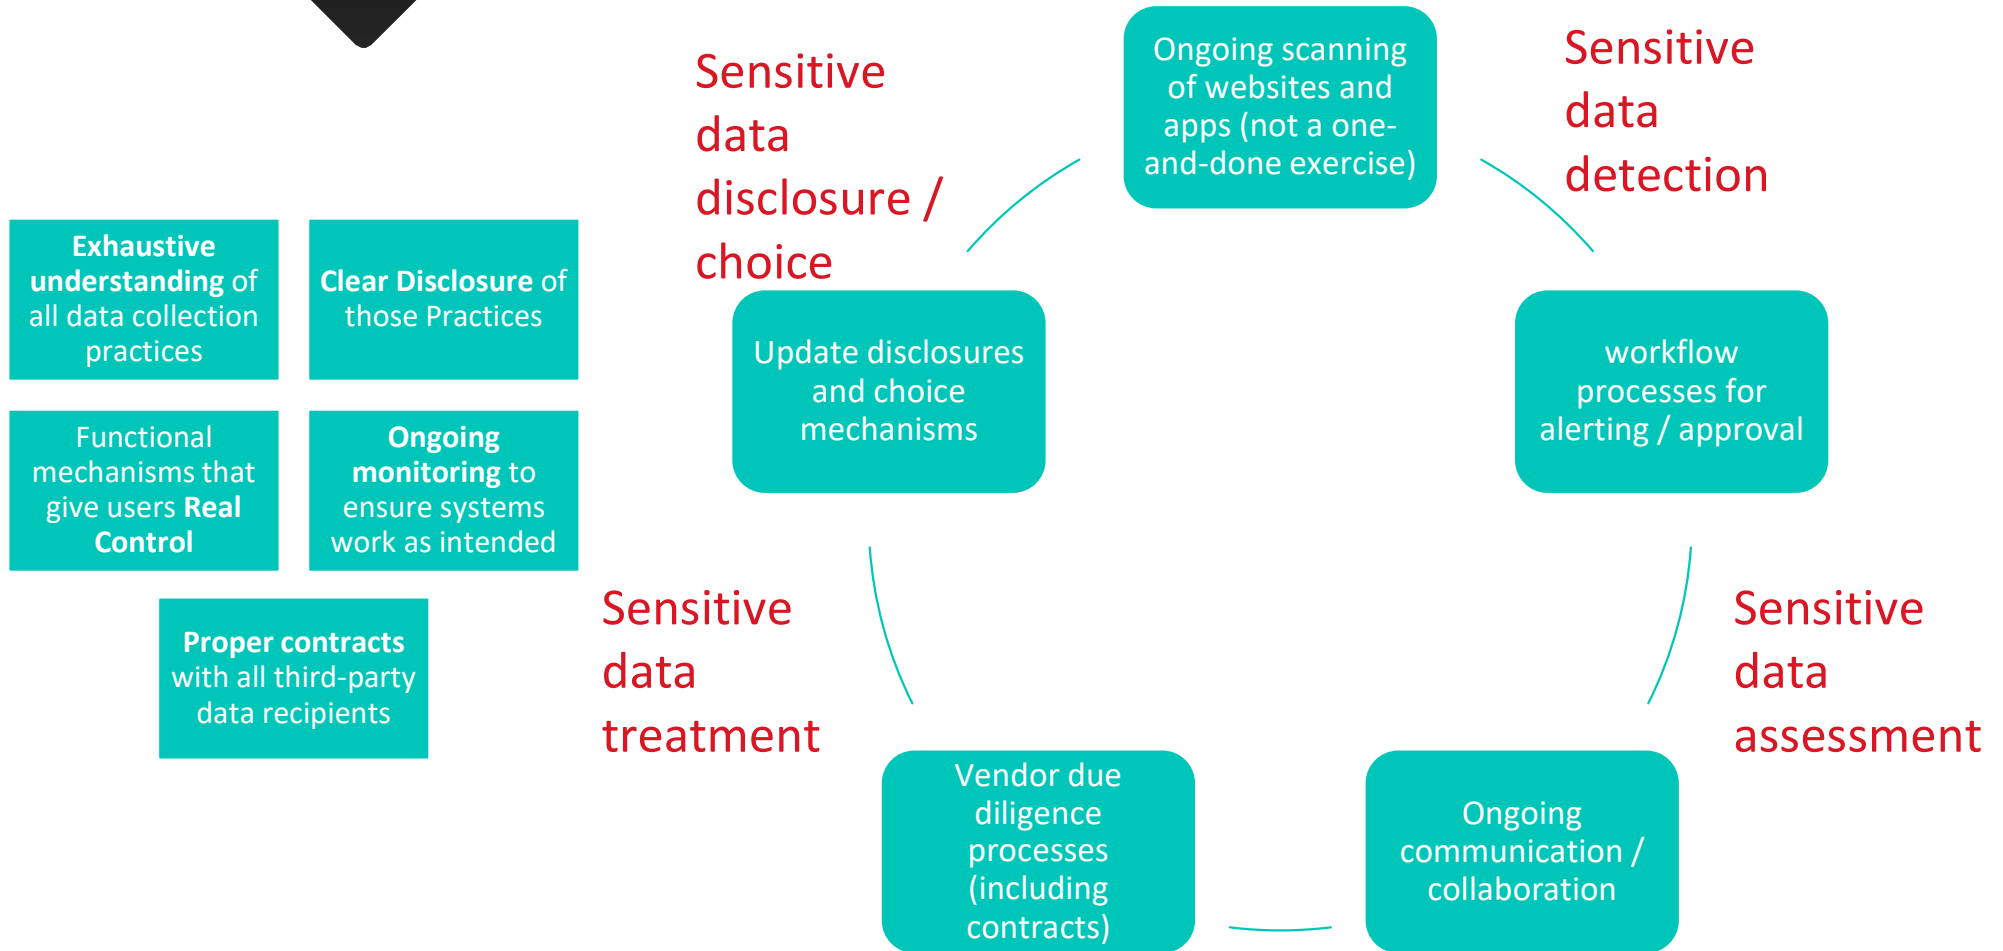 Exhaustive
understanding of
all data collection
practices
Clear Disclosure of
those Practices
Functional
mechanisms that
give users Real
Control
Ongoing
monitoring to
ensure systems
work as intended
Proper contracts
with all third-party
data recipients
Sensitive
data
disclosure /
choice
Ongoing scanning
of websites and
apps (not a one-
and-done exercise)
Sensitive
data
detection
Update disclosures
and choice
mechanisms
workflow
processes for
alerting / approval
Sensitive
data
treatment
Sensitive
data
assessment
Vendor due
diligence
processes
(including
contracts)
Ongoing
communication /
collaboration